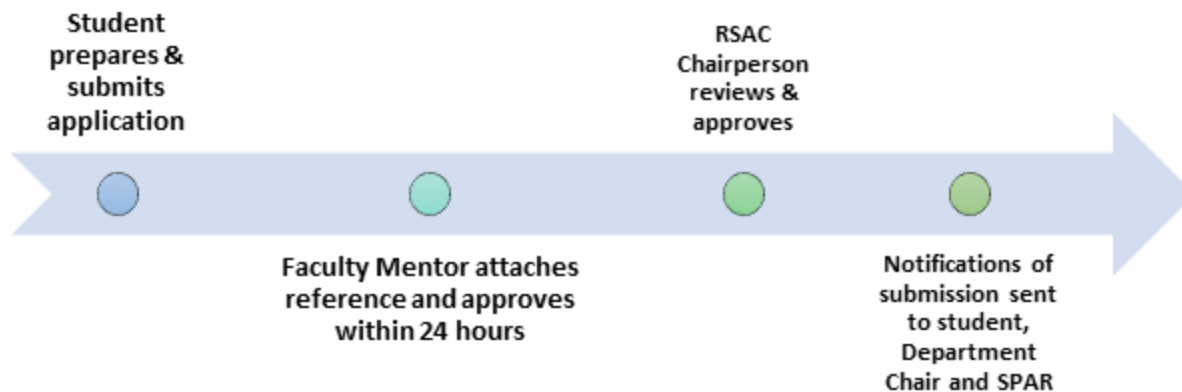 Student
prepares &
submits
application
Faculty Mentor attaches
reference and approves
within 24 hours
RSAC
Chairperson
reviews &
approves
Notifications of
submission sent
to student,
Department
Chair and SPAR